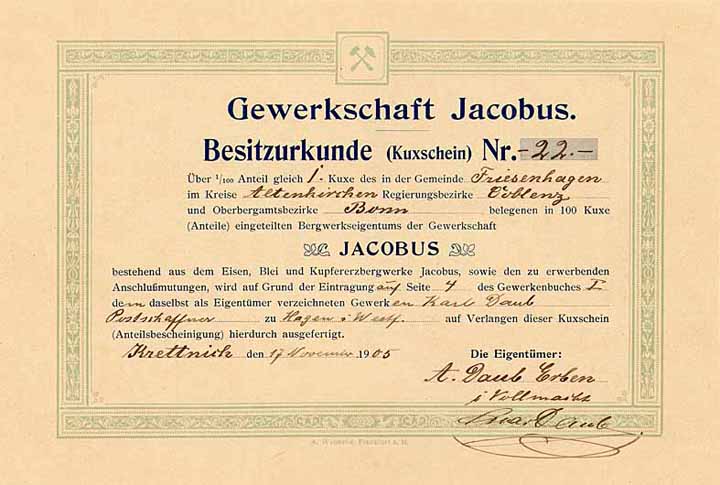 Gewerkschaft Jacobus.
Besitzurkunde (Kuxschein) Nr. -22.-
Über 1/100 Anteil gleich 1 Kuxe des in der Gemeinde Friesenhagen
im Kreise Altenkirchen Regierungsbezirke Coblenz
und Oberbergamtsbezirke Bonn belegenen in 100 Kuxe
(Anteile) eingeteilten Bergwerkseigentums der Gewerkschaft
JACOBUS
bestehend aus dem Eisen, Blei und Kupfererzbergwerke Jacobus, sowie den zu erwerbenden
Anschlußmutungen, wird auf Grund der Eintragung auf Seite 4 des Gewerkenbuches I
dem daselbst als Eigentümer verzeichneten Gewerken Karl Daub
Postschaffner zu Hagen i Westf. auf Verlangen dieser Kuxschein
(Anteilsbescheinigung) hierdurch ausgefertigt.
Krettnich den 17 November 1905
Die Eigentümer:
A. Daub Erben
i Vollmacht
Daub